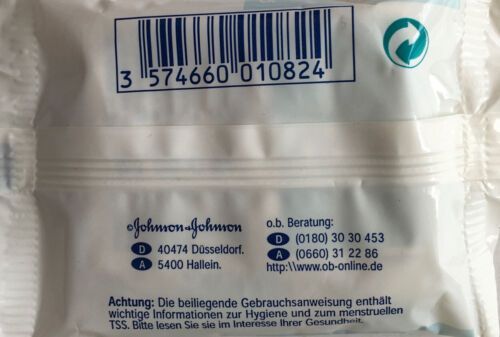 3 574660 010824
Johnson+Johnson
D 40474 Düsseldorf.
A 5400 Hallein.
o.b. Beratung:
D (0180) 30 30 453
A (0660) 31 22 86
http:\\www.ob-online.de
Achtung: Die beiliegende Gebrauchsanweisung enthält
wichtige Informationen zur Hygiene und zum menstruellen
TSS. Bitte lesen Sie sie im Interesse Ihrer Gesundheit.